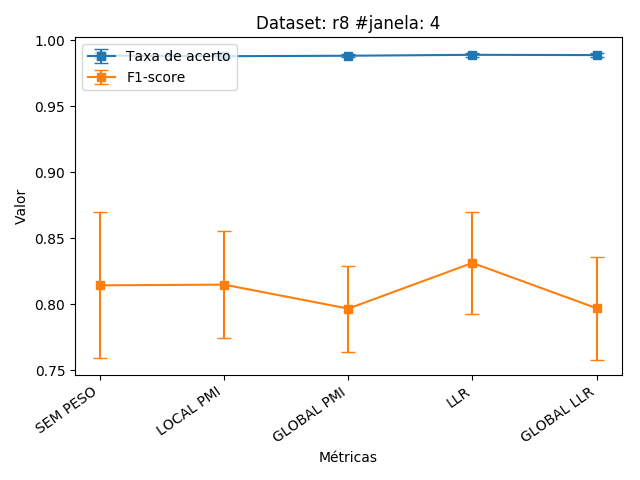 Dataset: r8 #janela: 4
Taxa de acerto
F1-score
1.00
0.95
0.90
0.85
0.80
0.75
Valor
SEM PESO
LOCAL PMI
GLOBAL PMI
LLR
GLOBAL LLR
Métricas